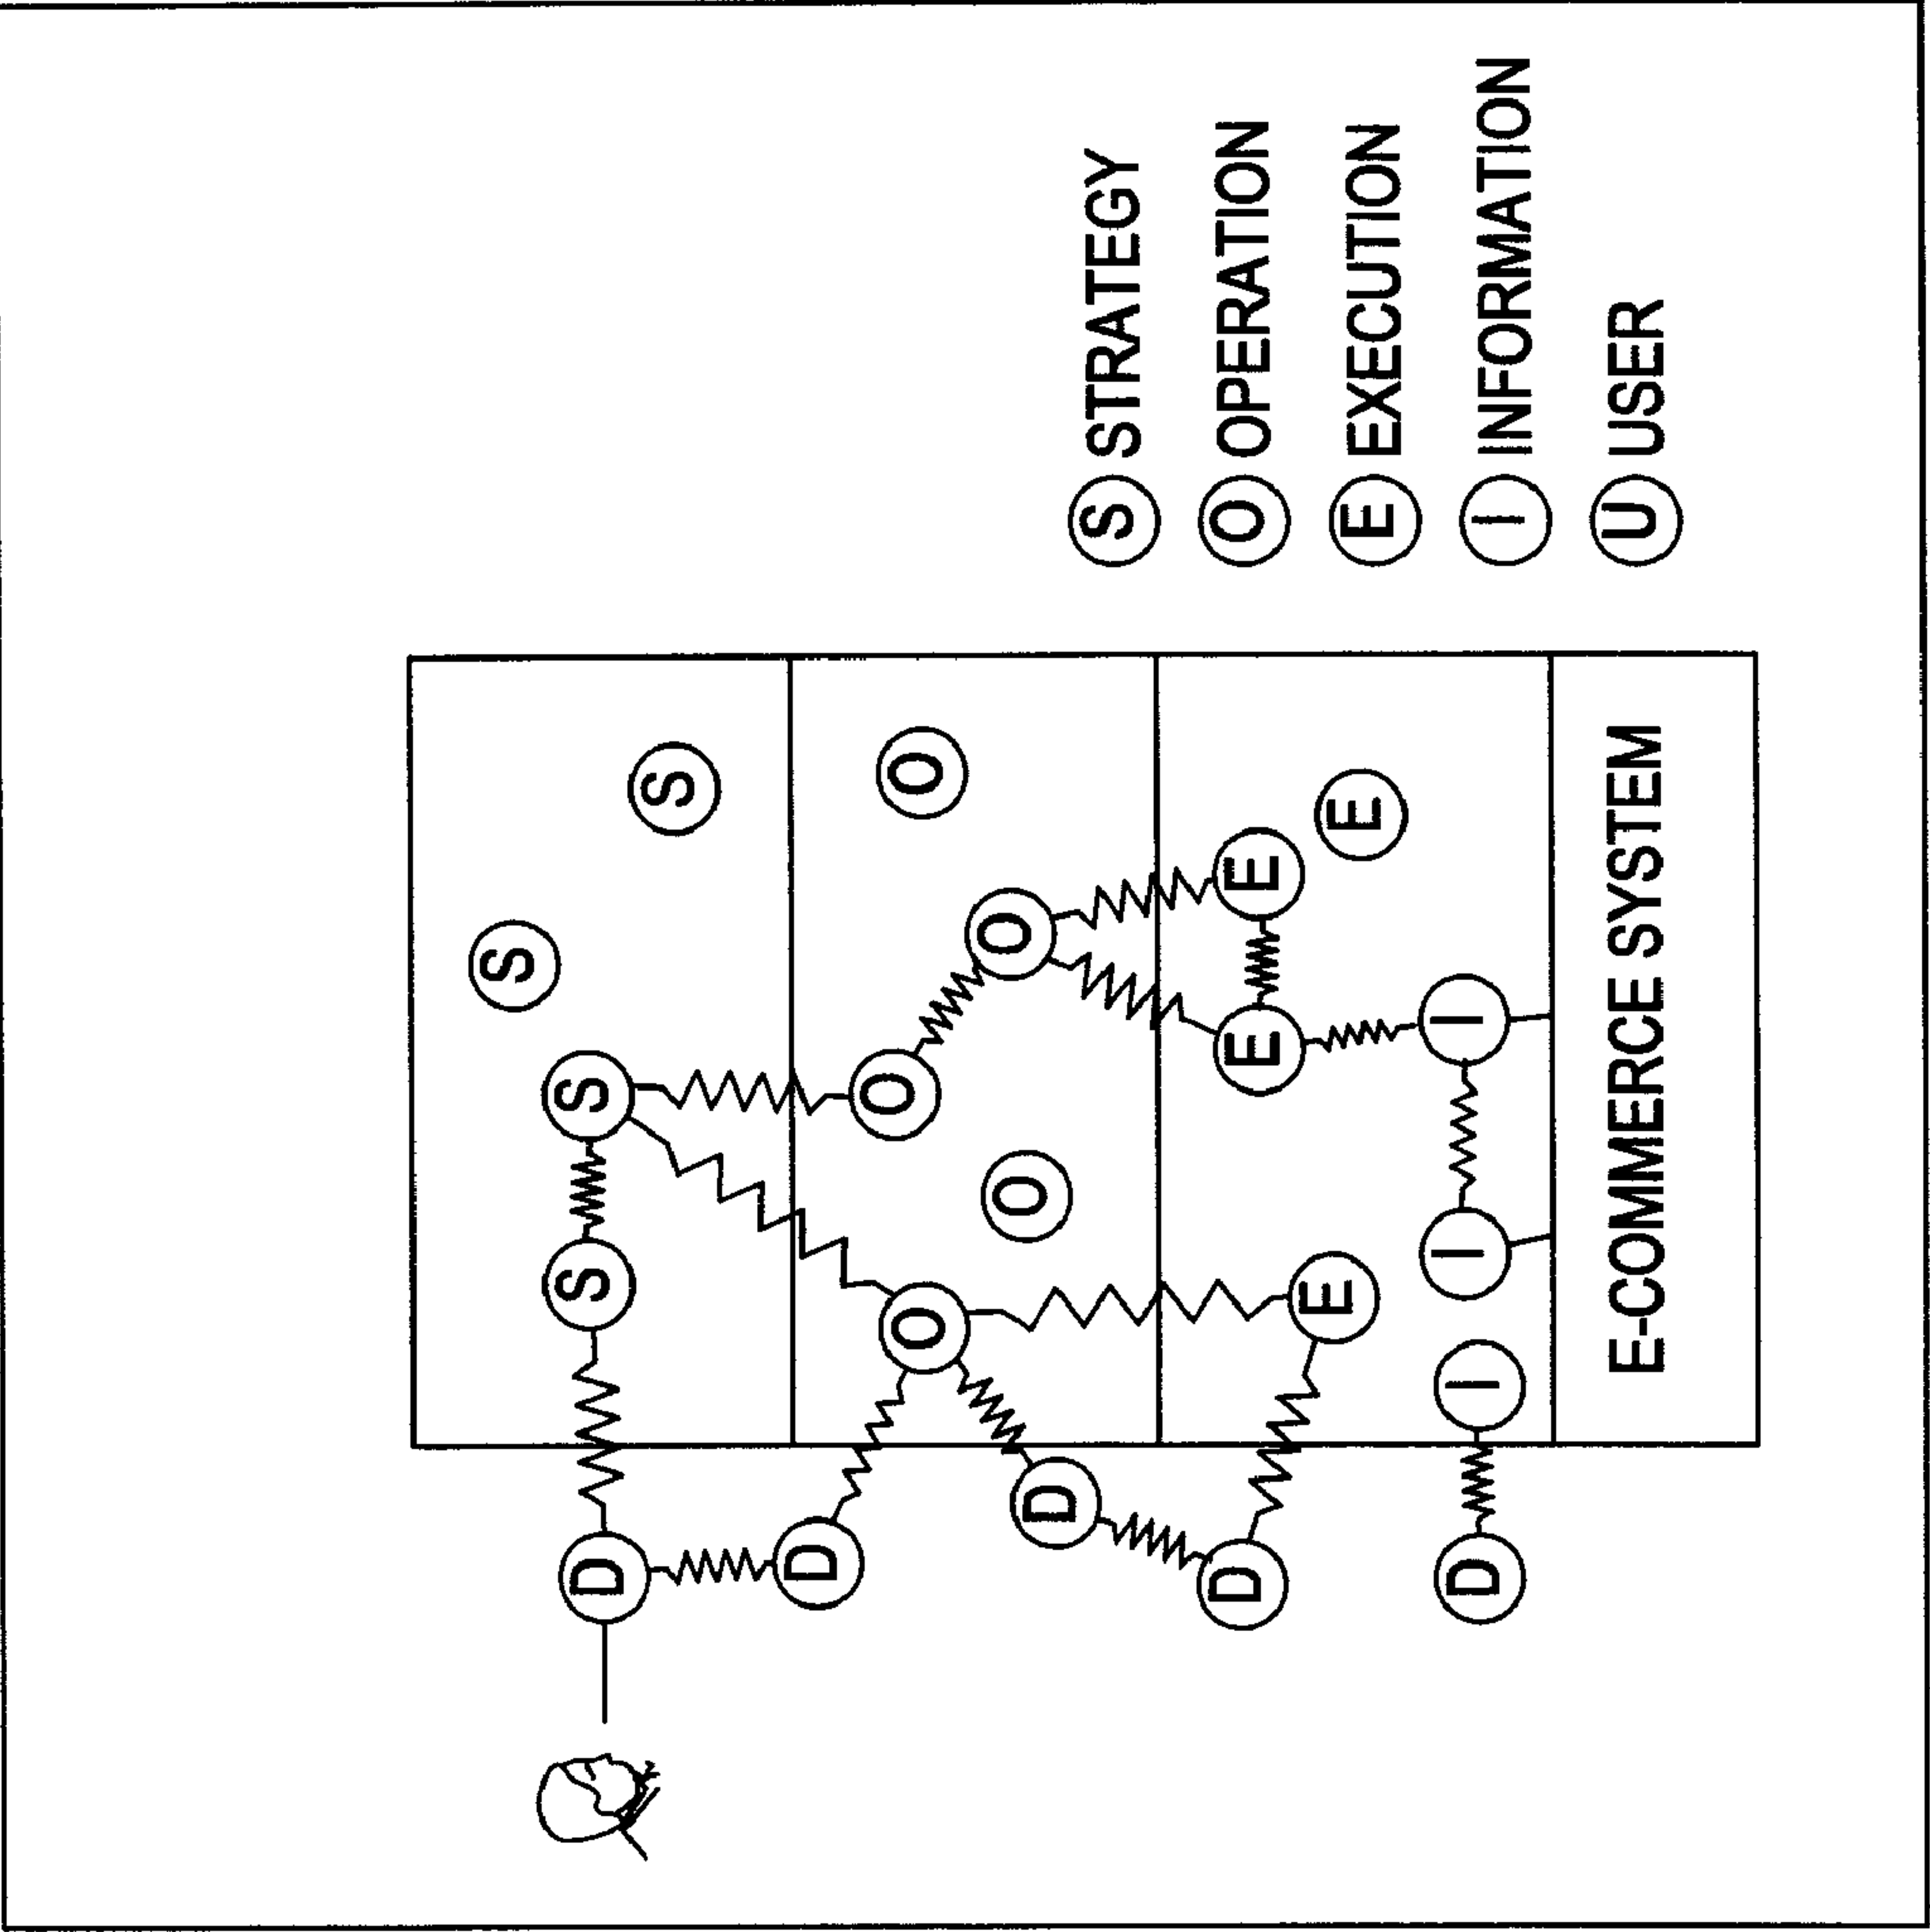 S
D S S
S
D O
O O
O
D O
D E E
E
E
D I I I
E-COMMERCE SYSTEM
S STRATEGY
O OPERATION
E EXECUTION
I INFORMATION
U USER